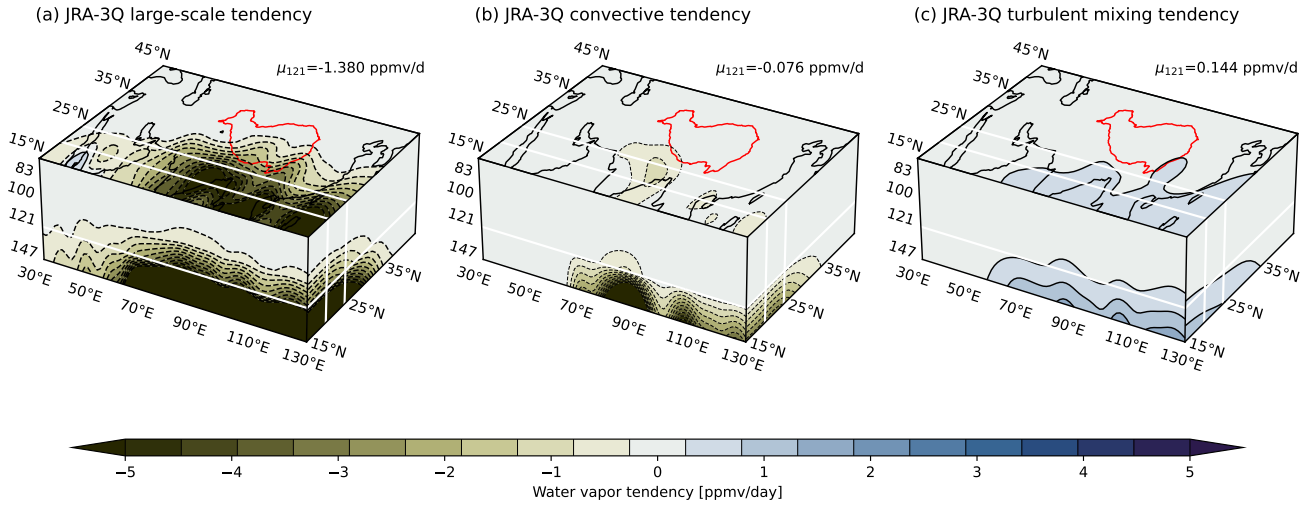 (a) JRA-3Q large-scale tendency
(b) JRA-3Q convective tendency
(c) JRA-3Q turbulent mixing tendency
μ121=-1.380 ppmv/d
45°N
35°N
25°N
15°N
83
100
121
147
30°E
50°E
70°E
90°E
110°E
130°E
15°N
25°N
35°N
μ121=-0.076 ppmv/d
45°N
35°N
25°N
15°N
83
100
121
147
30°E
50°E
70°E
90°E
110°E
130°E
15°N
25°N
35°N
μ121=0.144 ppmv/d
45°N
35°N
25°N
15°N
83
100
121
147
30°E
50°E
70°E
90°E
110°E
130°E
15°N
25°N
35°N
−5 −4 −3 −2 −1 0 1 2 3 4 5
Water vapor tendency [ppmv/day]